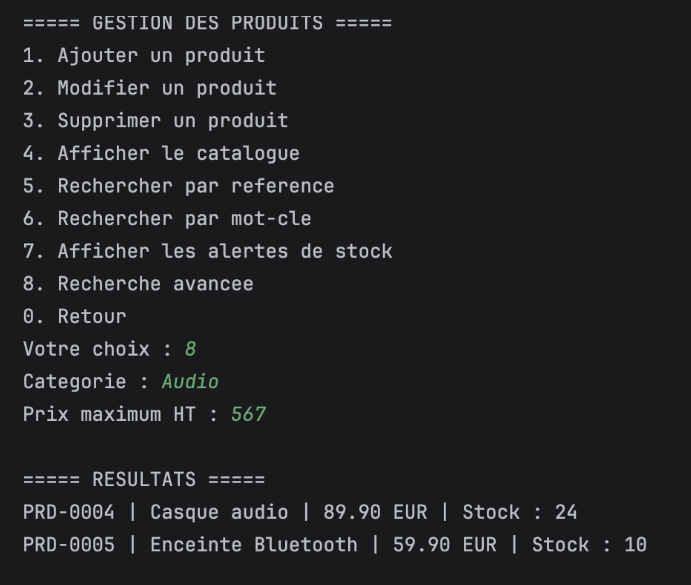 ===== GESTION DES PRODUITS =====
1. Ajouter un produit
2. Modifier un produit
3. Supprimer un produit
4. Afficher le catalogue
5. Rechercher par reference
6. Rechercher par mot-cle
7. Afficher les alertes de stock
8. Recherche avancee
0. Retour
Votre choix : 8
Categorie : Audio
Prix maximum HT : 567
===== RESULTATS =====
PRD-0004 | Casque audio | 89.90 EUR | Stock : 24
PRD-0005 | Enceinte Bluetooth | 59.90 EUR | Stock : 10